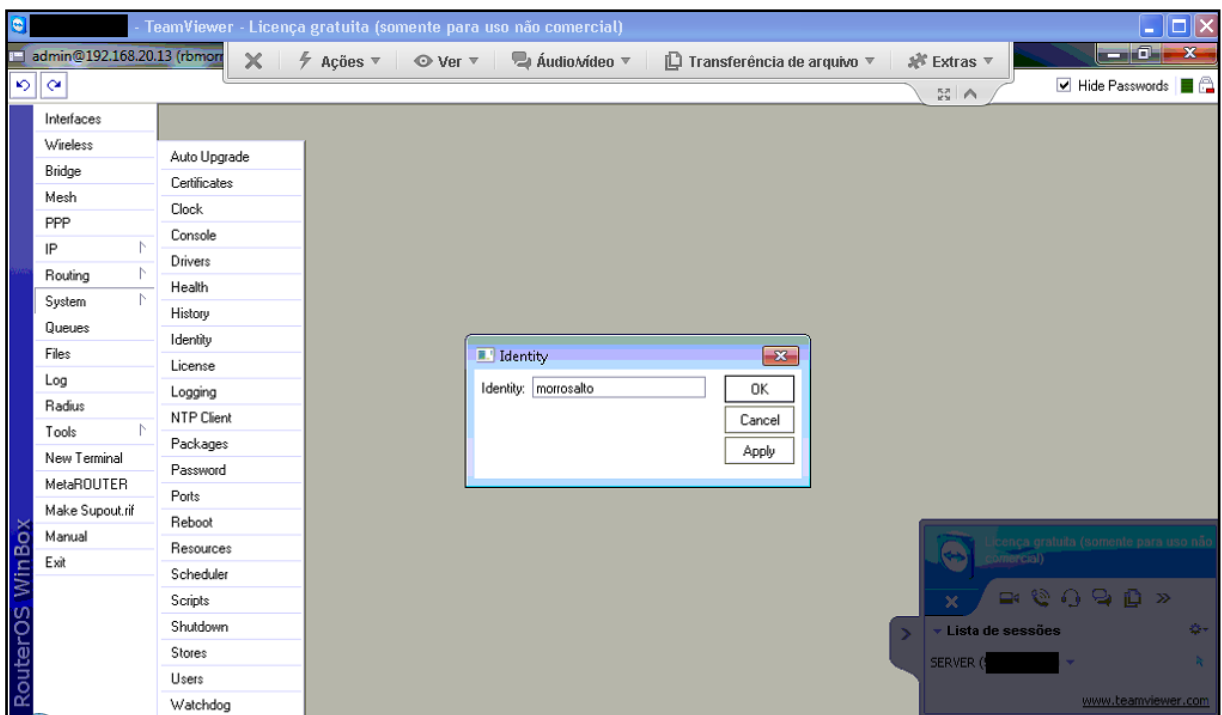 - TeamViewer - Licença gratuita (somente para uso não comercial)
admin@192.168.20.13 (rbmorr
Ações
Ver
Áudio/vídeo
Transferência de arquivo
Extras
Hide Passwords
Interfaces
Wireless
Bridge
Mesh
PPP
IP
Routing
System
Queues
Files
Log
Radius
Tools
New Terminal
MetaROUTER
Make Supout.rif
Manual
Exit
RouterOS WinBox
Auto Upgrade
Certificates
Clock
Console
Drivers
Health
History
Identity
License
Logging
NTP Client
Packages
Password
Ports
Reboot
Resources
Scheduler
Scripts
Shutdown
Stores
Users
Watchdog
Identity
Identity: morrosalto
OK
Cancel
Apply
Licença gratuita (somente para uso não
comercial)
Lista de sessões
SERVER (
www.teamviewer.com